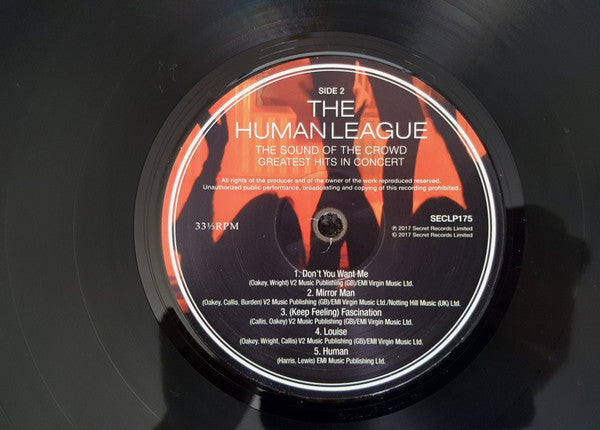 SIDE 2
THE
HUMAN LEAGUE
THE SOUND OF THE CROWD
GREATEST HITS IN CONCERT
All rights of the producer and of the owner of the work reproduced reserved.
Unauthorized public performance, broadcasting and copying of this recording prohibited.
SECLP175
33⅓RPM
℗ 2017 Secret Records Limited
© 2017 Secret Records Limited
1. Don't You Want Me
(Oakey, Wright) V2 Music Publishing (GB)/EMI Virgin Music Ltd.
2. Mirror Man
(Oakey, Callis, Burden) V2 Music Publishing (GB)/EMI Virgin Music Ltd./Notting Hill Music (UK) Ltd.
3. (Keep Feeling) Fascination
(Callis, Oakey) V2 Music Publishing (GB)/EMI Virgin Music Ltd.
4. Louise
(Oakey, Wright, Callis) V2 Music Publishing (GB)/EMI Virgin Music Ltd.
5. Human
(Harris, Lewis) EMI Music Publishing Ltd.